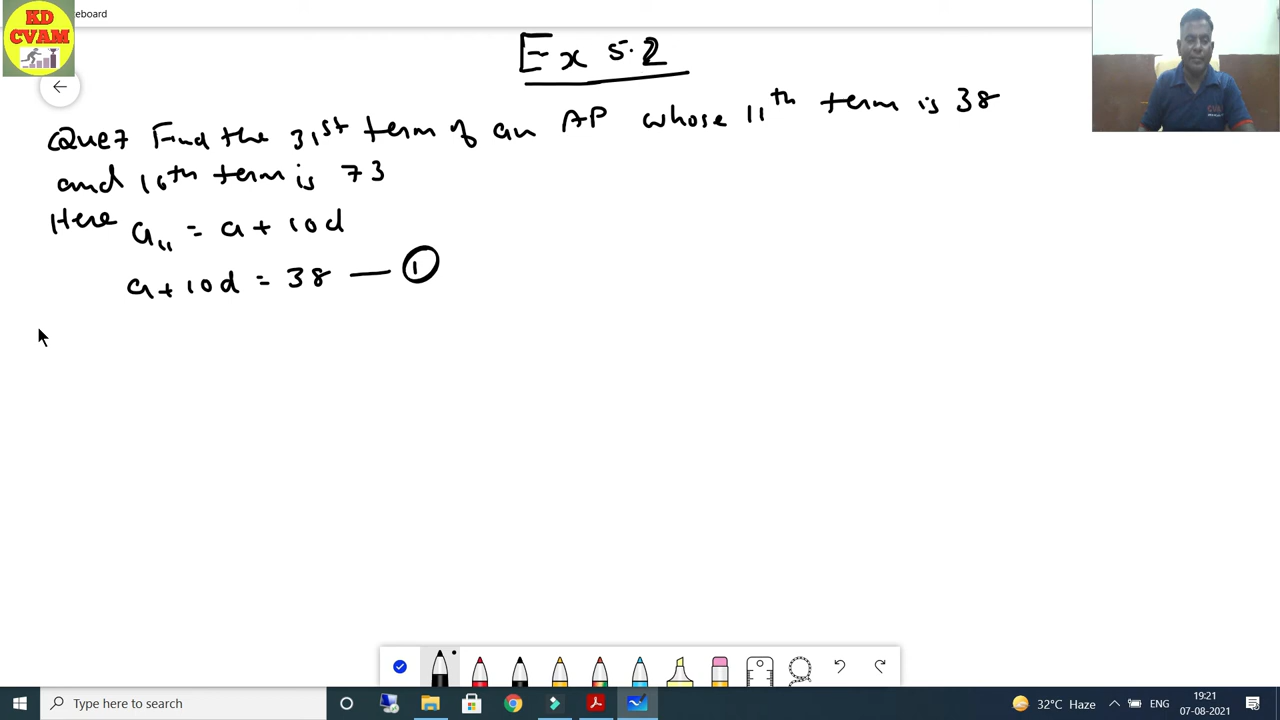 KD
CVAM
eboard
Ex 5.2
Que7 Find the 31st term of an AP whose 11th term is 38
and 16th term is 73
Here a11 = a + 10d
a + 10d = 38 — ①
Type here to search
32°C Haze
ENG
19:21
07-08-2021